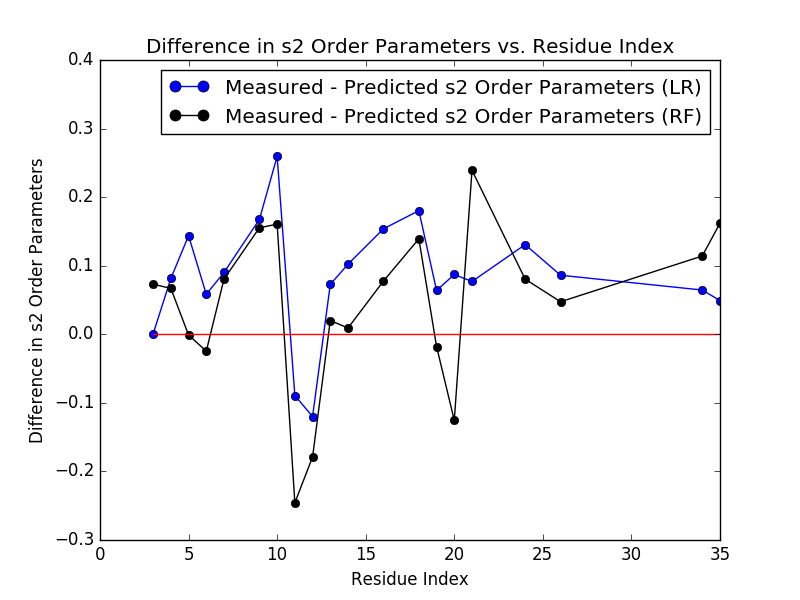 Difference in s2 Order Parameters vs. Residue Index
Measured - Predicted s2 Order Parameters (LR)
Measured - Predicted s2 Order Parameters (RF)
Difference in s2 Order Parameters
0.4
0.3
0.2
0.1
0.0
−0.1
−0.2
−0.3
0 5 10 15 20 25 30 35
Residue Index